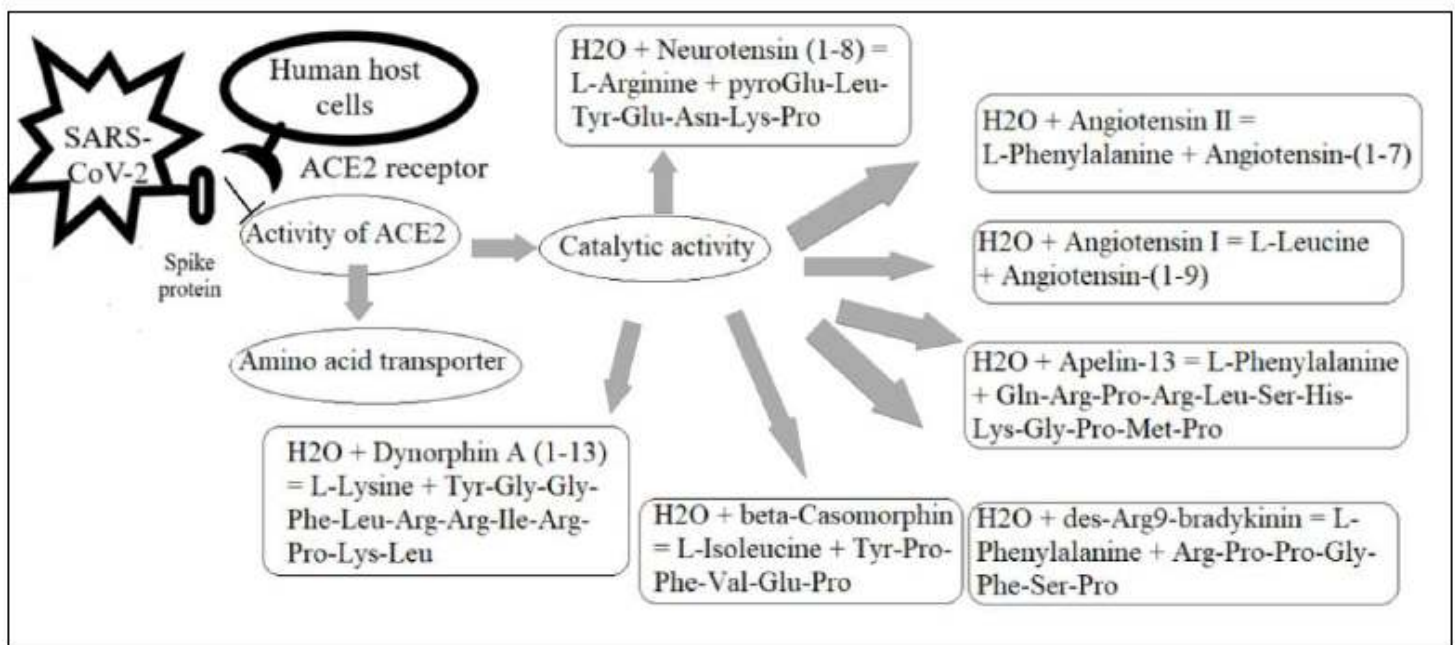 SARS-
CoV-2
Human host
cells
ACE2 receptor
Spike
protein
Activity of ACE2
Amino acid transporter
Catalytic activity
H2O + Neurotensin (1-8) =
L-Arginine + pyroGlu-Leu-
Tyr-Glu-Asn-Lys-Pro
H2O + Angiotensin II =
L-Phenylalanine + Angiotensin-(1-7)
H2O + Angiotensin I = L-Leucine
+ Angiotensin-(1-9)
H2O + Apelin-13 = L-Phenylalanine
+ Gln-Arg-Pro-Arg-Leu-Ser-His-
Lys-Gly-Pro-Met-Pro
H2O + Dynorphin A (1-13)
= L-Lysine + Tyr-Gly-Gly-
Phe-Leu-Arg-Arg-Ile-Arg-
Pro-Lys-Leu
H2O + beta-Casomorphin
= L-Isoleucine + Tyr-Pro-
Phe-Val-Glu-Pro
H2O + des-Arg9-bradykinin = L-
Phenylalanine + Arg-Pro-Pro-Gly-
Phe-Ser-Pro